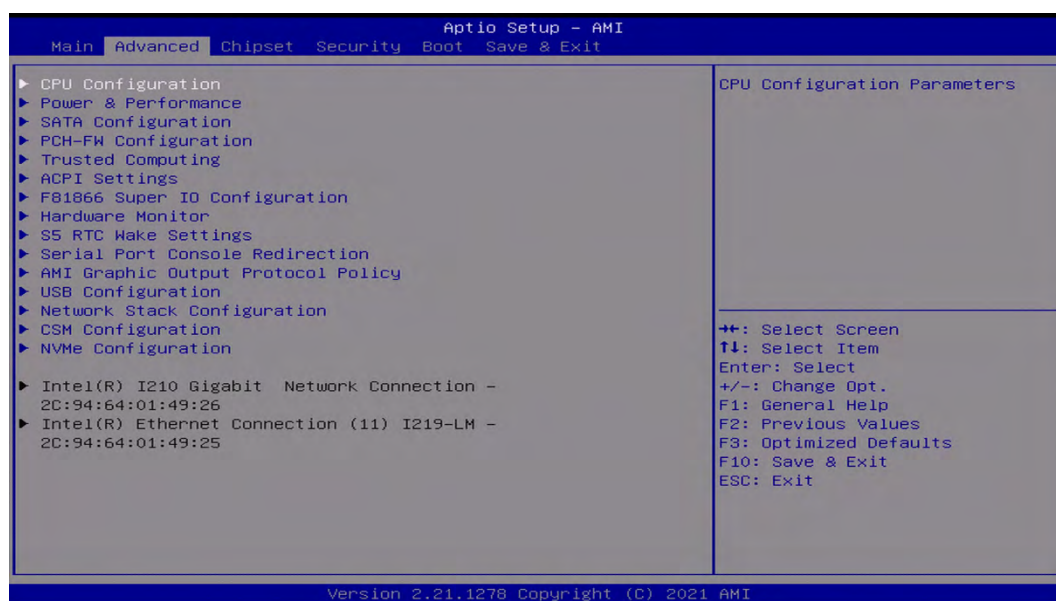 Aptio Setup – AMI
Main Advanced Chipset Security Boot Save & Exit
▶ CPU Configuration
▶ Power & Performance
▶ SATA Configuration
▶ PCH-FW Configuration
▶ Trusted Computing
▶ ACPI Settings
▶ F81866 Super IO Configuration
▶ Hardware Monitor
▶ S5 RTC Wake Settings
▶ Serial Port Console Redirection
▶ AMI Graphic Output Protocol Policy
▶ USB Configuration
▶ Network Stack Configuration
▶ CSM Configuration
▶ NVMe Configuration
▶ Intel(R) I210 Gigabit  Network Connection –
2C:94:64:01:49:26
▶ Intel(R) Ethernet Connection (11) I219-LM –
2C:94:64:01:49:25
CPU Configuration Parameters
→←: Select Screen
↑↓: Select Item
Enter: Select
+/-: Change Opt.
F1: General Help
F2: Previous Values
F3: Optimized Defaults
F10: Save & Exit
ESC: Exit
Version 2.21.1278 Copyright (C) 2021 AMI